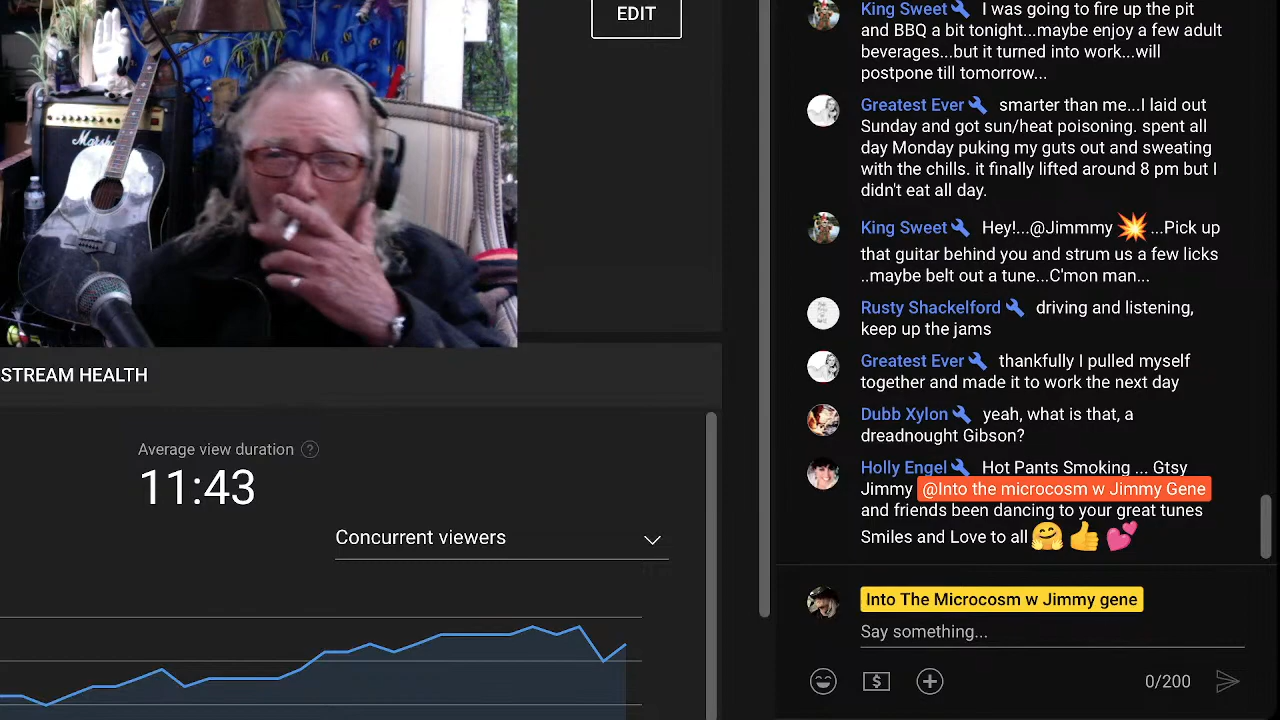 EDIT
Marshall
STREAM HEALTH
Average view duration ?
11:43
Concurrent viewers
King Sweet I was going to fire up the pit
and BBQ a bit tonight...maybe enjoy a few adult
beverages...but it turned into work...will
postpone till tomorrow...
Greatest Ever smarter than me...I laid out
Sunday and got sun/heat poisoning. spent all
day Monday puking my guts out and sweating
with the chills. it finally lifted around 8 pm but I
didn't eat all day.
King Sweet Hey!...@Jimmmy 💥...Pick up
that guitar behind you and strum us a few licks
..maybe belt out a tune...C'mon man...
Rusty Shackelford driving and listening,
keep up the jams
Greatest Ever thankfully I pulled myself
together and made it to work the next day
Dubb Xylon yeah, what is that, a
dreadnought Gibson?
Holly Engel Hot Pants Smoking ... Gtsy
Jimmy @Into the microcosm w Jimmy Gene
and friends been dancing to your great tunes
Smiles and Love to all 🤗👍💕
Into The Microcosm w Jimmy gene
Say something...
0/200